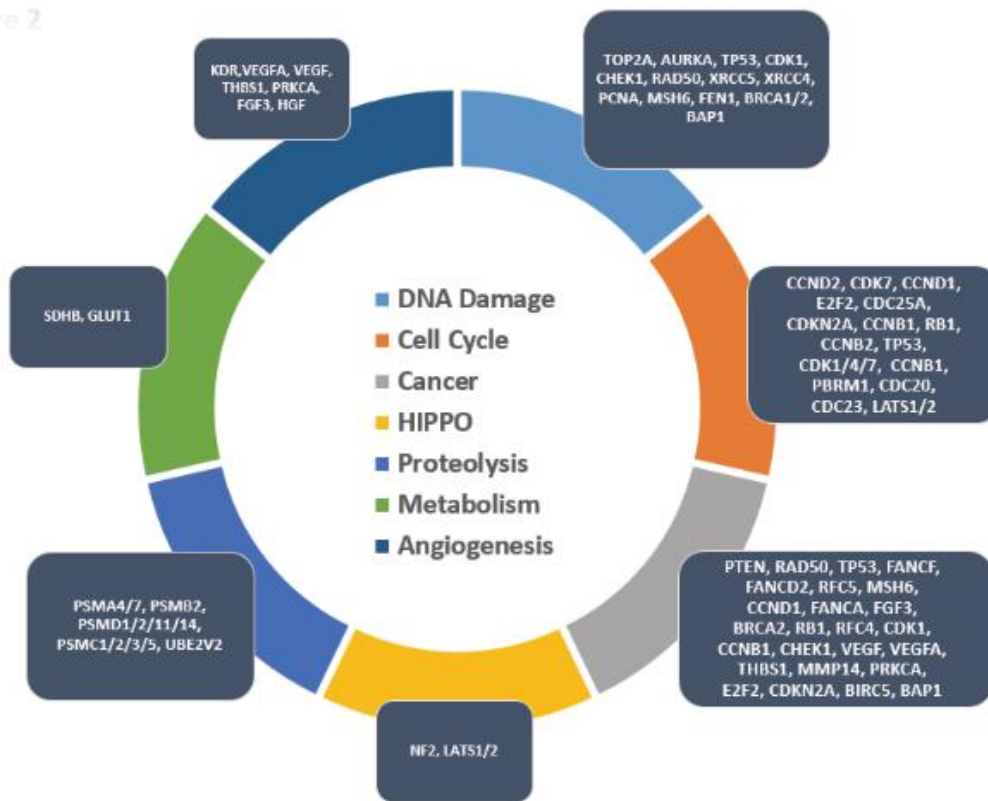 e 2
KDR,VEGFA, VEGF,
THBS1, PRKCA,
FGF3, HGF
TOP2A, AURKA, TP53, CDK1,
CHEK1, RAD50, XRCC5, XRCC4,
PCNA, MSH6, FEN1, BRCA1/2,
BAP1
SDHB, GLUT1
CCND2, CDK7, CCND1,
E2F2, CDC25A,
CDKN2A, CCNB1, RB1,
CCNB2, TP53,
CDK1/4/7, CCNB1,
PBRM1, CDC20,
CDC23, LATS1/2
DNA Damage
Cell Cycle
Cancer
HIPPO
Proteolysis
Metabolism
Angiogenesis
PSMA4/7, PSMB2,
PSMD1/2/11/14,
PSMC1/2/3/5, UBE2V2
PTEN, RAD50, TP53, FANCF,
FANCD2, RFC5, MSH6,
CCND1, FANCA, FGF3,
BRCA2, RB1, RFC4, CDK1,
CCNB1, CHEK1, VEGF, VEGFA,
THBS1, MMP14, PRKCA,
E2F2, CDKN2A, BIRC5, BAP1
NF2, LATS1/2